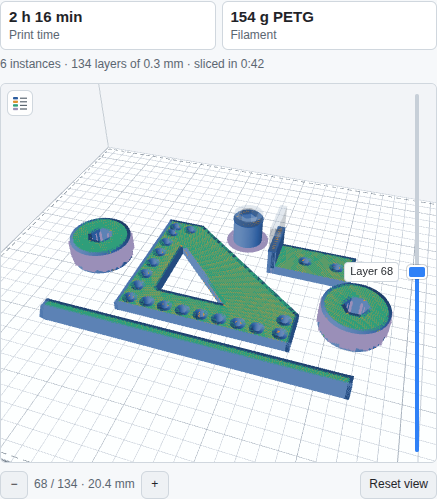 2 h 16 min
Print time
154 g PETG
Filament
6 instances · 134 layers of 0.3 mm · sliced in 0:42
Layer 68
− 68 / 134 · 20.4 mm + Reset view